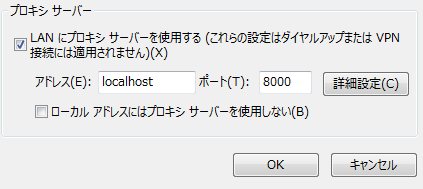 プロキシ サーバー
LAN にプロキシ サーバーを使用する (これらの設定はダイヤルアップまたは VPN
接続には適用されません)(X)
アドレス(E): localhost ポート(T): 8000 詳細設定(C)
ローカル アドレスにはプロキシ サーバーを使用しない(B)
OK キャンセル